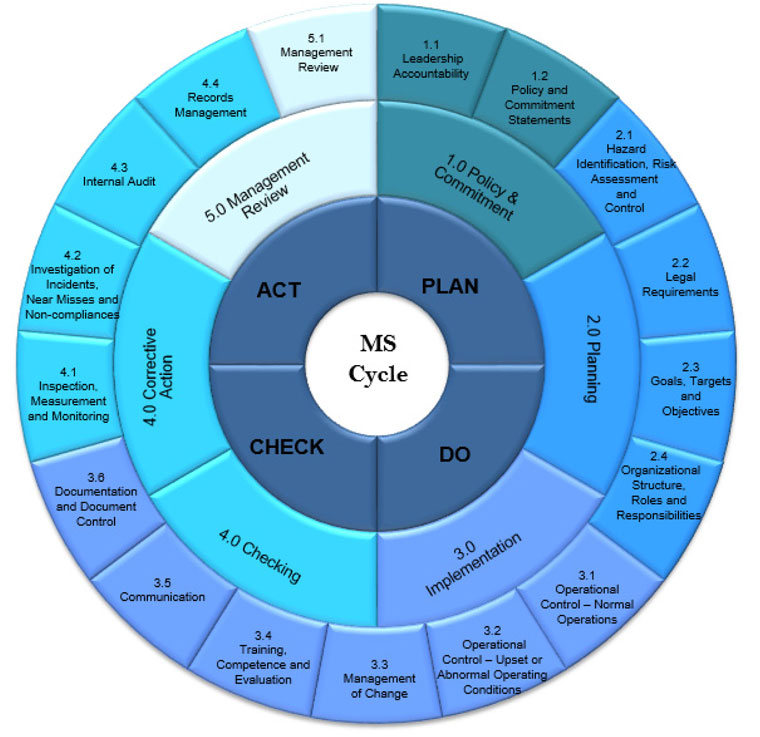 5.1
Management
Review
1.1
Leadership
Accountability
1.2
Policy and
Commitment
Statements
2.1
Hazard
Identification, Risk
Assessment
and
Control
2.2
Legal
Requirements
2.3
Goals, Targets
and
Objectives
2.4
Organizational
Structure,
Roles and
Responsibilities
3.1
Operational
Control – Normal
Operations
3.2
Operational
Control – Upset or
Abnormal Operating
Conditions
3.3
Management
of Change
3.4
Training,
Competence and
Evaluation
3.5
Communication
3.6
Documentation
and Document
Control
4.1
Inspection,
Measurement
and Monitoring
4.2
Investigation of
Incidents,
Near Misses and
Non-compliances
4.3
Internal Audit
4.4
Records
Management
5.0 Management
Review
1.0 Policy &
Commitment
2.0 Planning
3.0
Implementation
4.0 Checking
4.0 Corrective
Action
ACT
PLAN
DO
CHECK
MS
Cycle